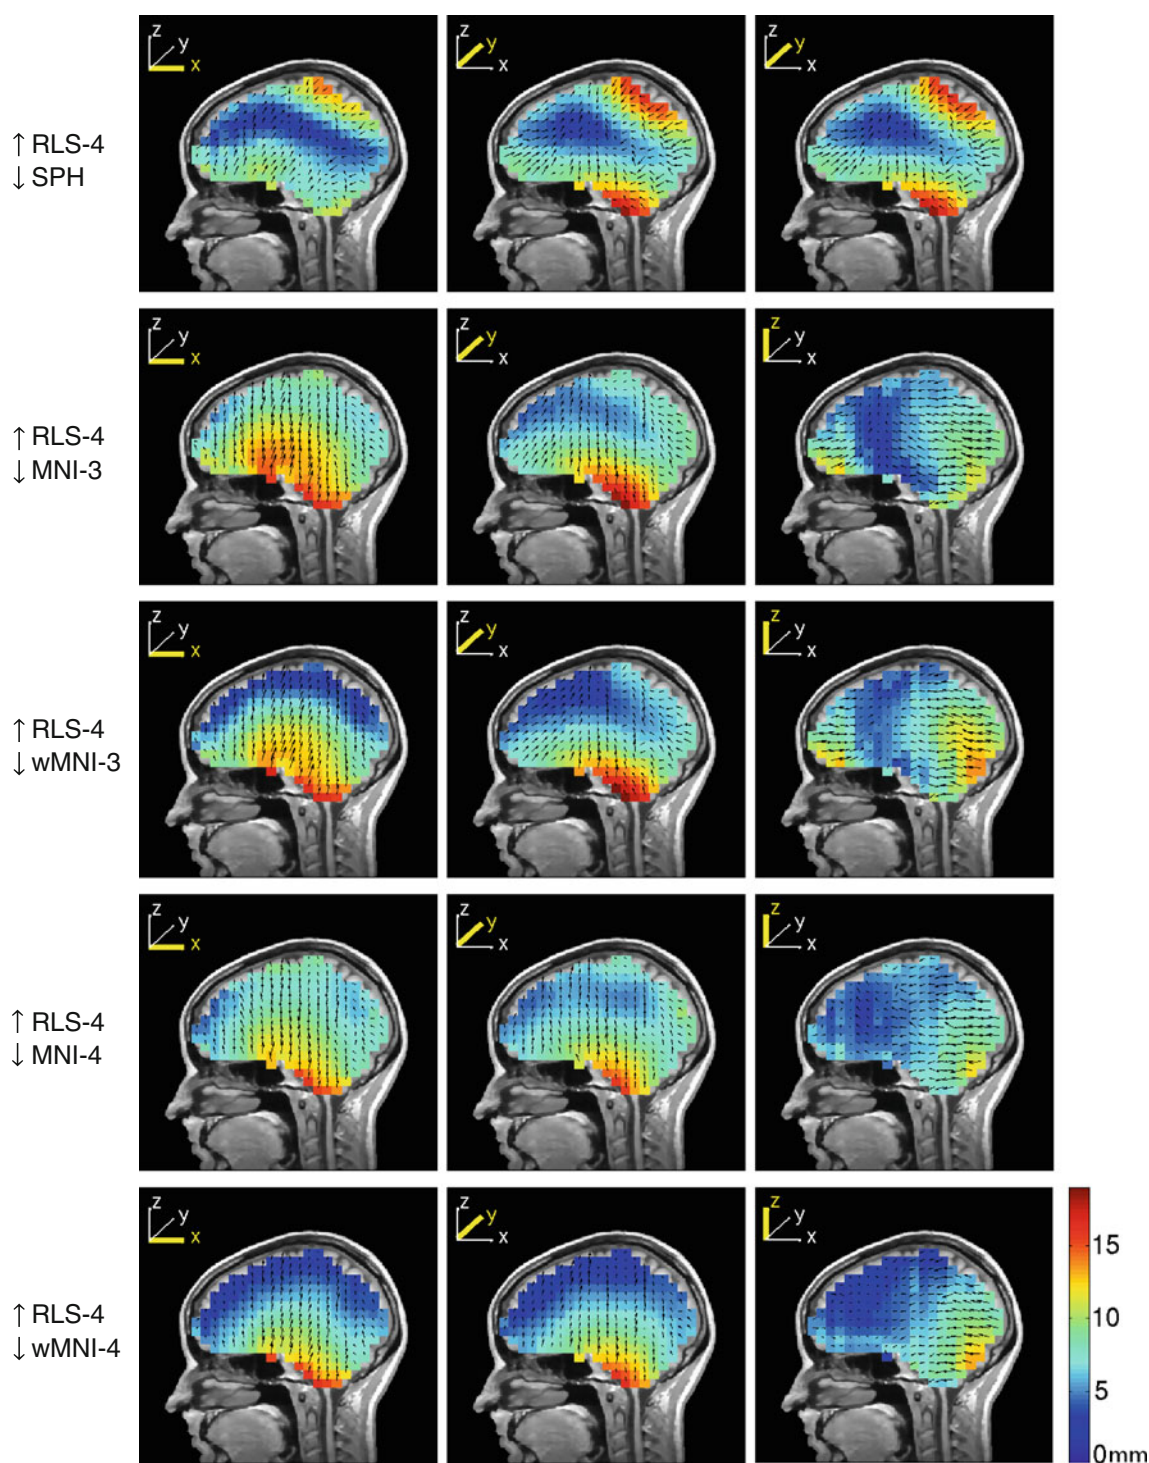 z y x
z y x
z y x
↑ RLS-4
↓ SPH
z y x
z y x
z y x
↑ RLS-4
↓ MNI-3
z y x
z y x
z y x
↑ RLS-4
↓ wMNI-3
z y x
z y x
z y x
↑ RLS-4
↓ MNI-4
z y x
z y x
z y x
↑ RLS-4
↓ wMNI-4
15
10
5
0mm